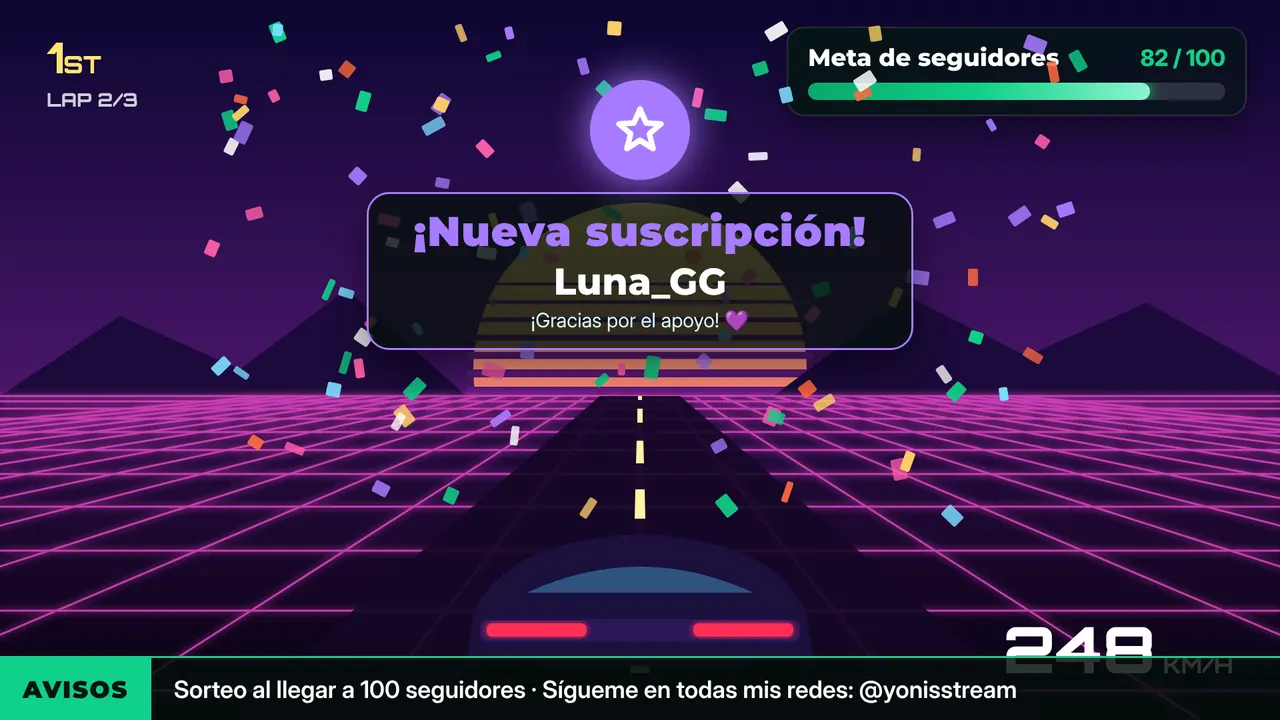 1ST
LAP 2/3
Meta de seguidores 82 / 100
¡Nueva suscripción!
Luna_GG
¡Gracias por el apoyo! 💜
248 KM/H
AVISOS Sorteo al llegar a 100 seguidores · Sígueme en todas mis redes: @yonisstream